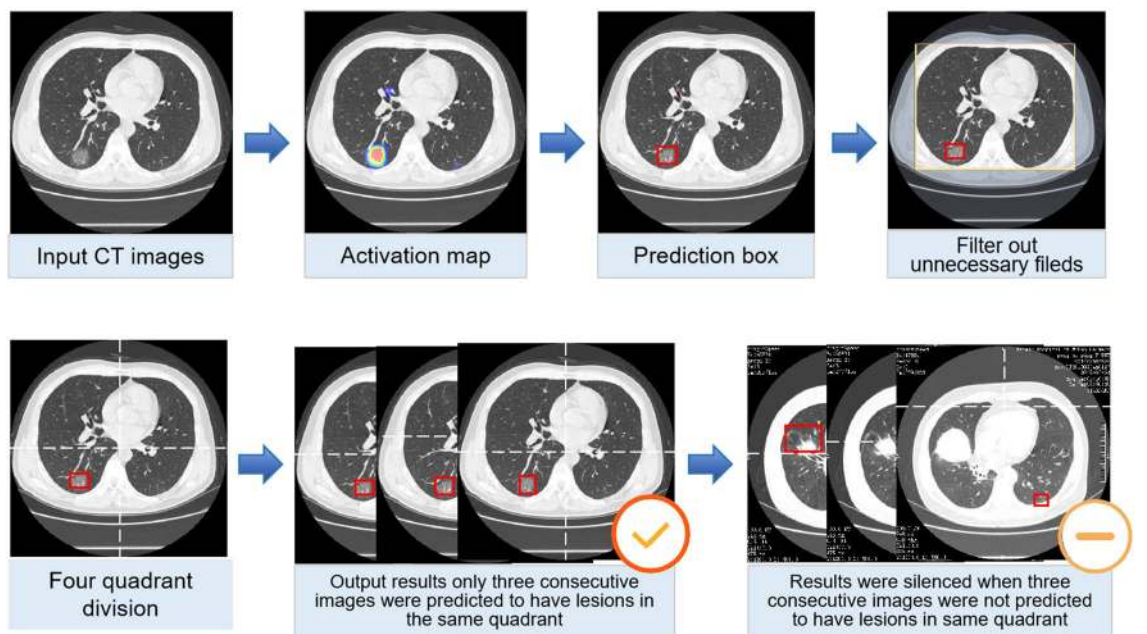 Input CT images
Activation map
Prediction box
Filter out
unnecessary fileds
Four quadrant
division
Output results only three consecutive
images were predicted to have lesions in
the same quadrant
Results were silenced when three
consecutive images were not predicted
to have lesions in same quadrant